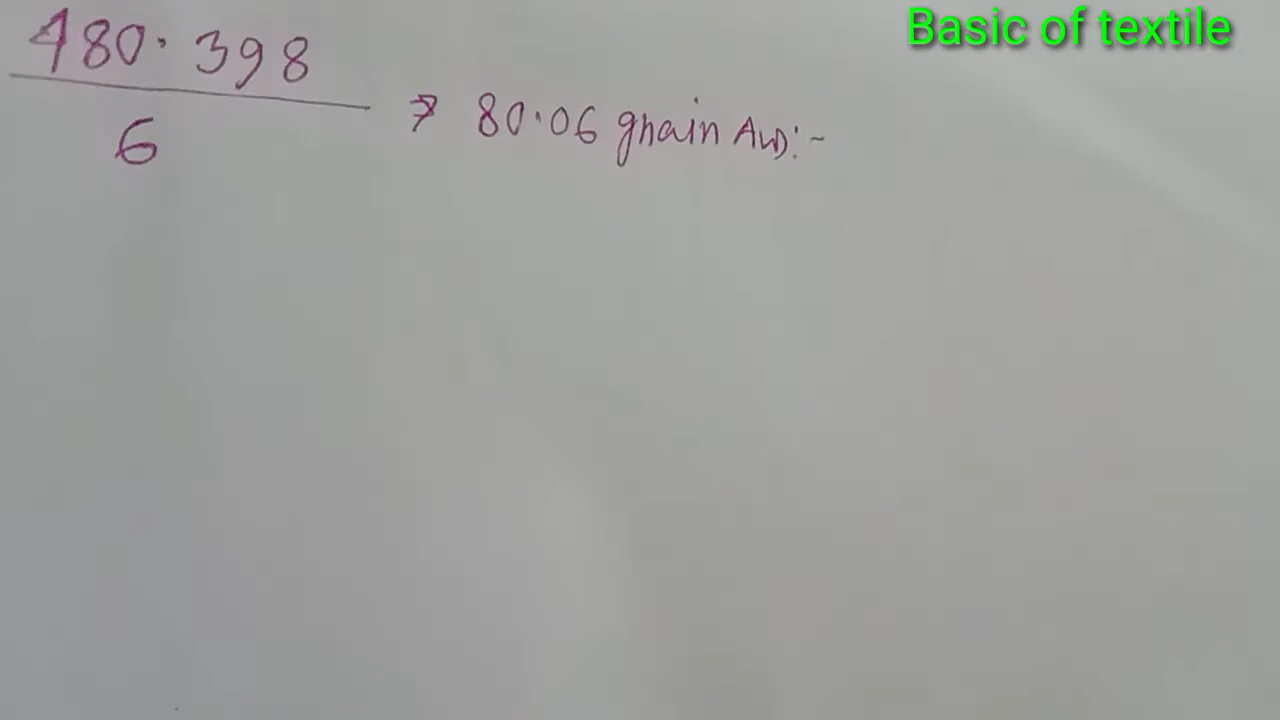 Basic of textile
480.398
6
⇒ 80.06 grain Ans:-